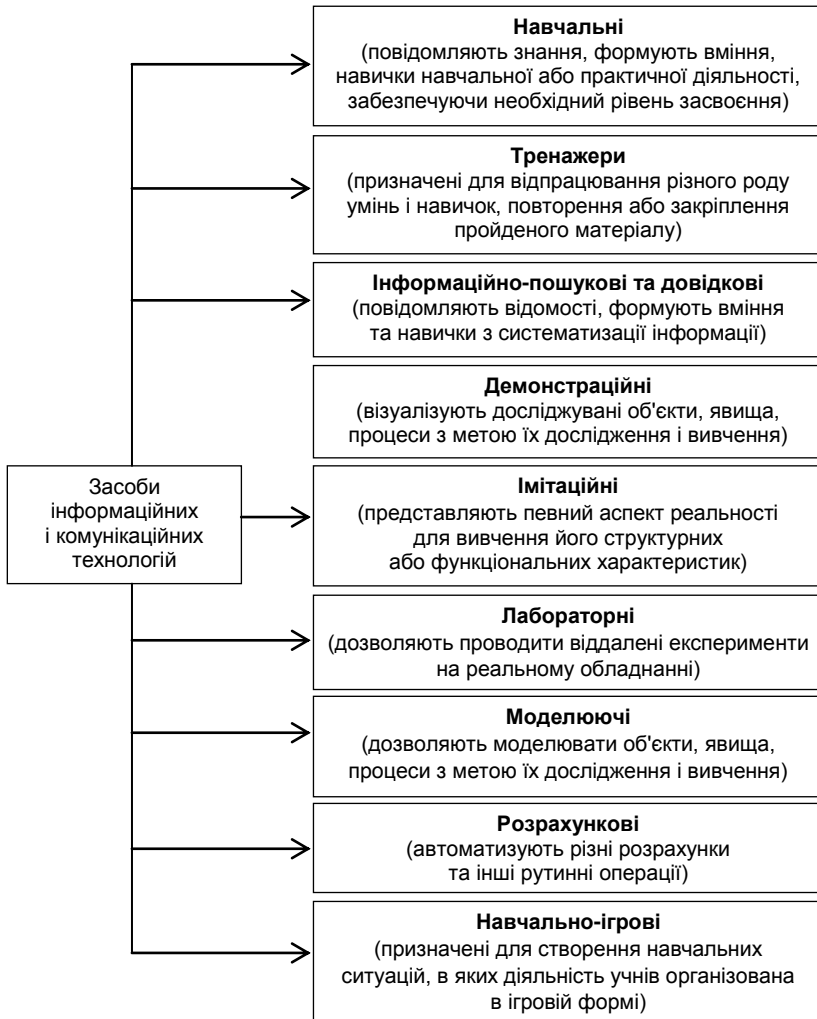 Навчальні
(повідомляють знання, формують вміння,
навички навчальної або практичної діяльності,
забезпечуючи необхідний рівень засвоєння)
Тренажери
(призначені для відпрацювання різного роду
умінь і навичок, повторення або закріплення
пройденого матеріалу)
Інформаційно-пошукові та довідкові
(повідомляють відомості, формують вміння
та навички з систематизації інформації)
Демонстраційні
(візуалізують досліджувані об'єкти, явища,
процеси з метою їх дослідження і вивчення)
Засоби
інформаційних
і комунікаційних
технологій
Імітаційні
(представляють певний аспект реальності
для вивчення його структурних
або функціональних характеристик)
Лабораторні
(дозволяють проводити віддалені експерименти
на реальному обладнанні)
Моделюючі
(дозволяють моделювати об'єкти, явища,
процеси з метою їх дослідження і вивчення)
Розрахункові
(автоматизують різні розрахунки
та інші рутинні операції)
Навчально-ігрові
(призначені для створення навчальних
ситуацій, в яких діяльність учнів організована
в ігровій формі)